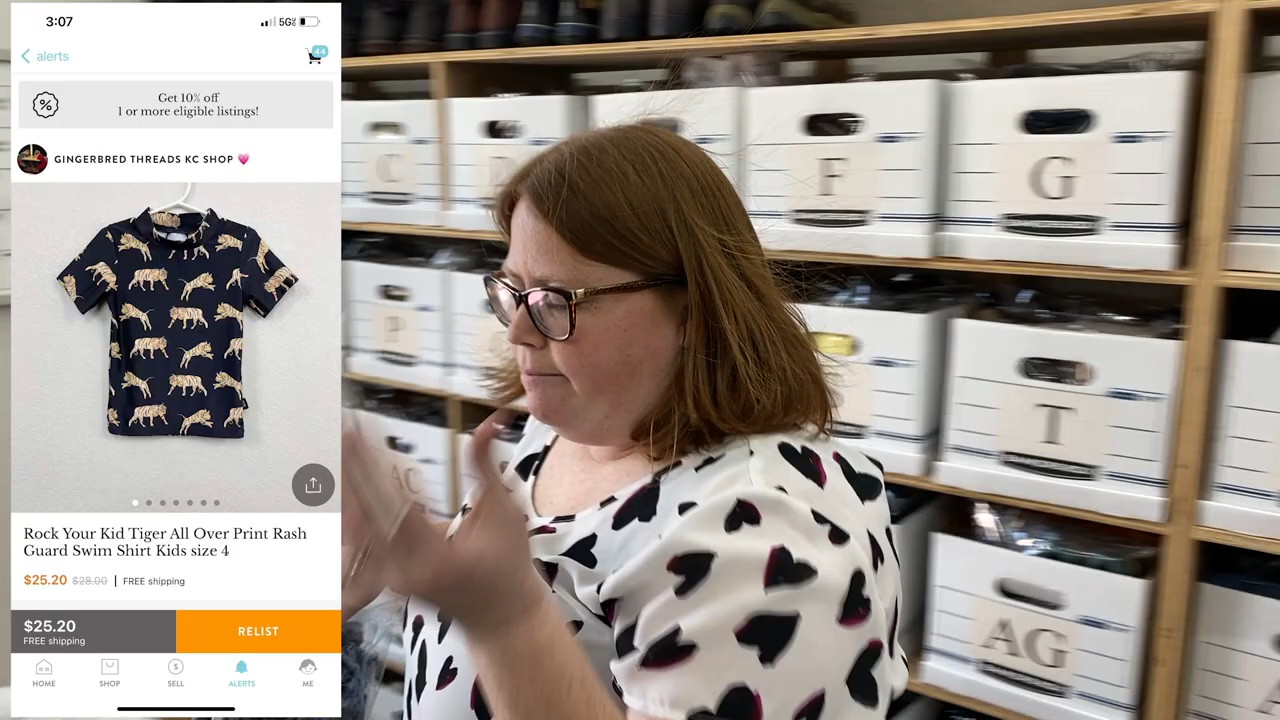 3:07
5G
alerts
44
Get 10% off
1 or more eligible listings!
GINGERBRED THREADS KC SHOP
Rock Your Kid Tiger All Over Print Rash
Guard Swim Shirt Kids size 4
$25.20 $28.00 | FREE shipping
$25.20
FREE shipping
RELIST
HOME
SHOP
SELL
ALERTS
ME
C
F
G
T
AC
AG